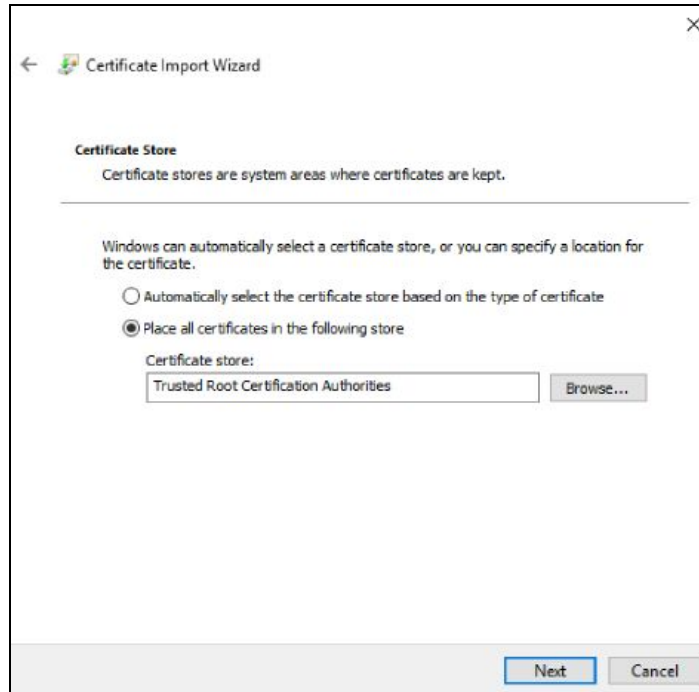 Certificate Import Wizard
Certificate Store
Certificate stores are system areas where certificates are kept.
Windows can automatically select a certificate store, or you can specify a location for
the certificate.
Automatically select the certificate store based on the type of certificate
Place all certificates in the following store
Certificate store:
Trusted Root Certification Authorities
Browse...
Next
Cancel